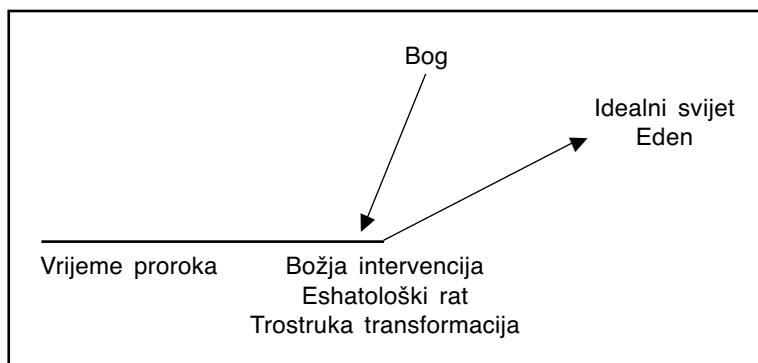 Bog
Idealni svijet
Eden
Vrijeme proroka
Božja intervencija
Eshatološki rat
Trostruka transformacija